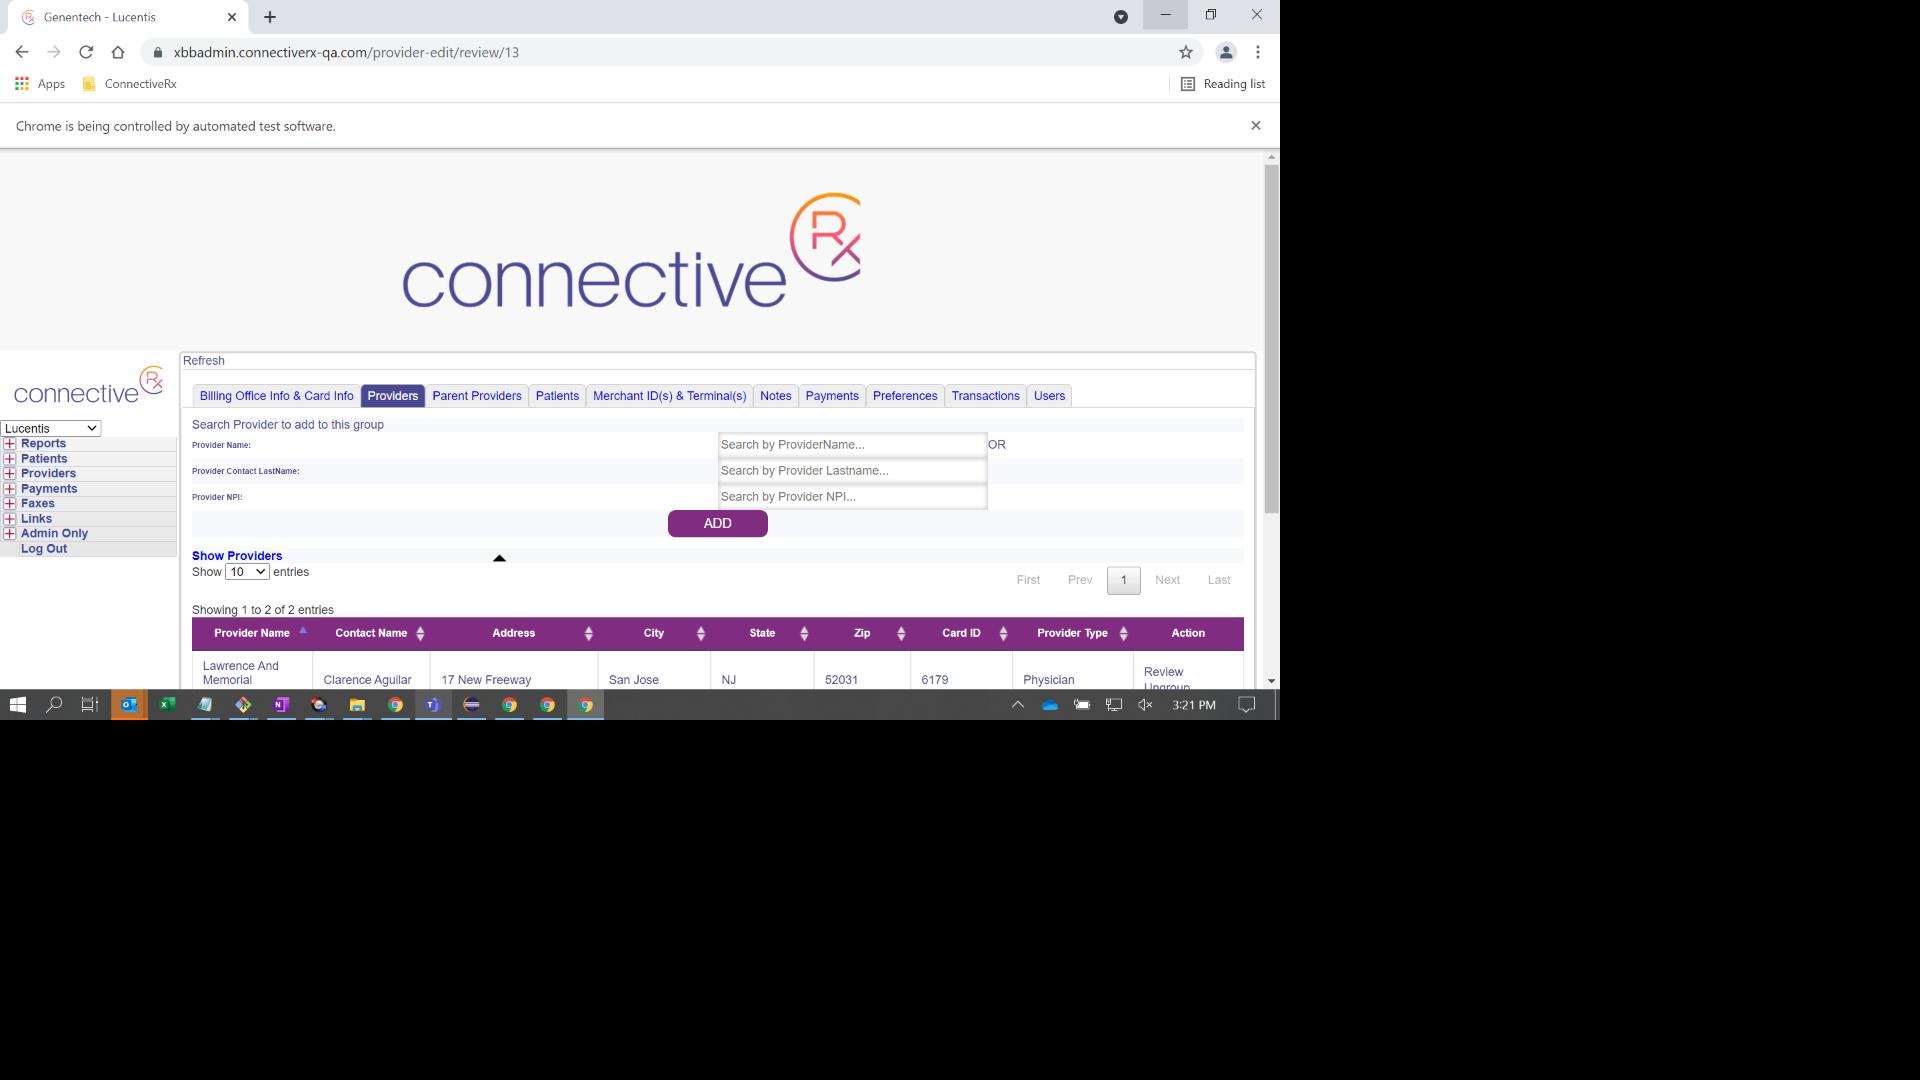 Genentech - Lucentis
xbbadmin.connectiverx-qa.com/provider-edit/review/13
Apps ConnectiveRx Reading list
Chrome is being controlled by automated test software.
connective Rx
Refresh
connective Rx
Billing Office Info & Card Info Providers Parent Providers Patients Merchant ID(s) & Terminal(s) Notes Payments Preferences Transactions Users
Lucentis
Reports
Patients
Providers
Payments
Faxes
Links
Admin Only
Log Out
Search Provider to add to this group
Provider Name: Search by ProviderName... OR
Provider Contact LastName: Search by Provider Lastname...
Provider NPI: Search by Provider NPI...
ADD
Show Providers
Show 10 entries
First Prev 1 Next Last
Showing 1 to 2 of 2 entries
Provider Name Contact Name Address City State Zip Card ID Provider Type Action
Lawrence And
Memorial Clarence Aguilar 17 New Freeway San Jose NJ 52031 6179 Physician Review
Ungroup
3:21 PM